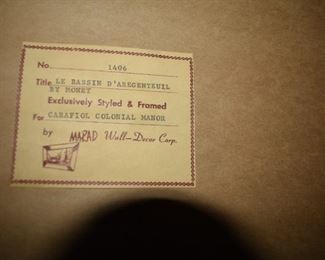 No. 1406
Title LE BASSIN D'AREGENTEUIL
BY MONET
Exclusively Styled & Framed
For CARAFIOL COLONIAL MANOR
by MARAD Wall-Decor Corp.